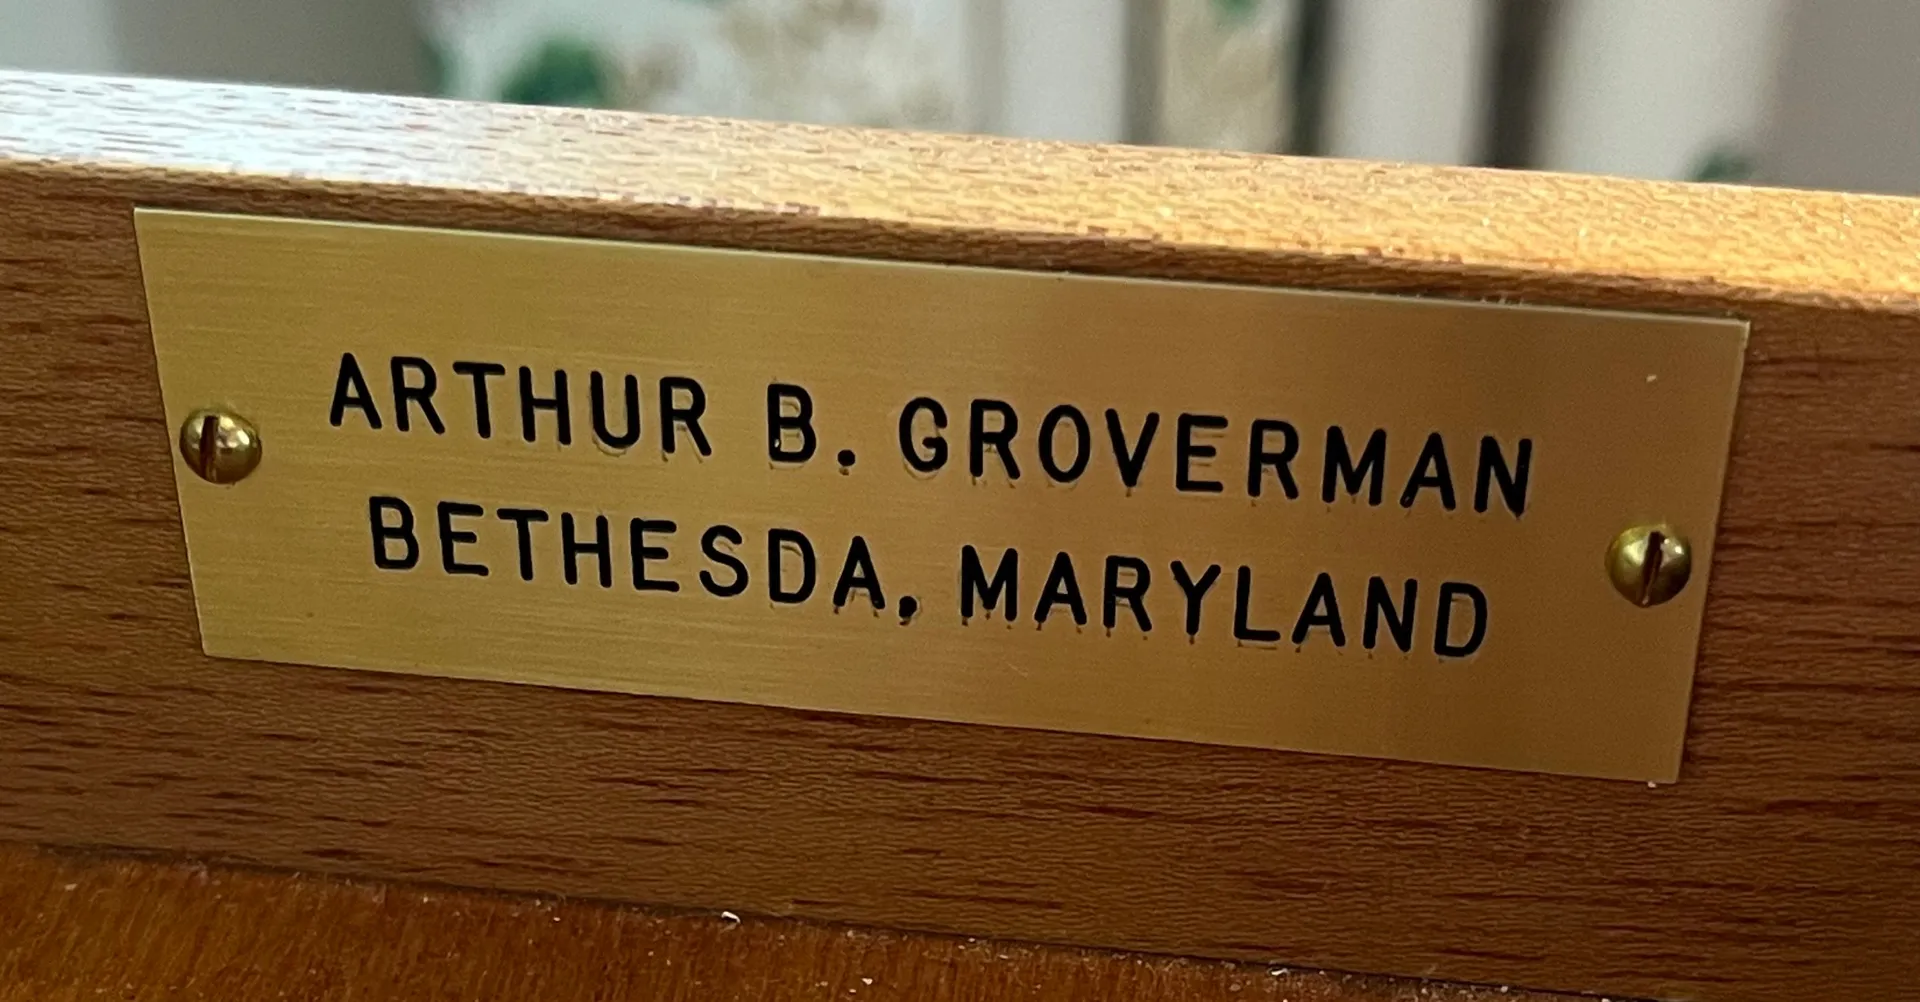 ARTHUR B. GROVERMAN
BETHESDA, MARYLAND